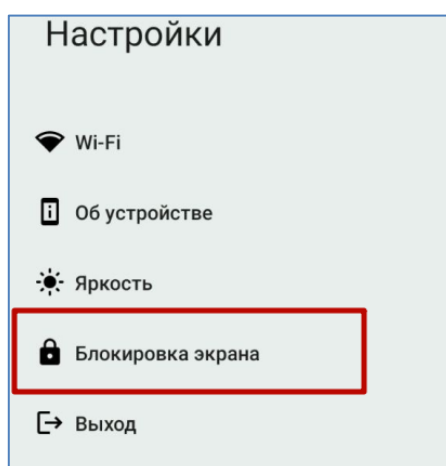 Настройки
Wi-Fi
Об устройстве
Яркость
Блокировка экрана
Выход